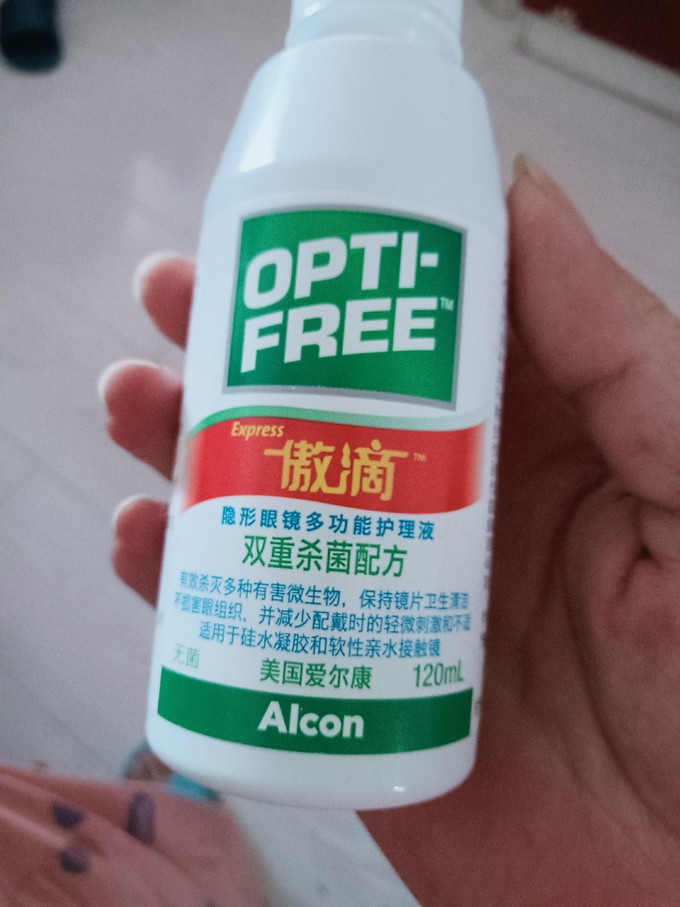 OPTI-
FREE™
Express
傲滴™
隐形眼镜多功能护理液
双重杀菌配方
有效杀灭多种有害微生物，保持镜片卫生清洁
不损害眼组织，并减少配戴时的轻微刺激和不适
适用于硅水凝胶和软性亲水接触镜
无菌 美国爱尔康 120mL
Alcon